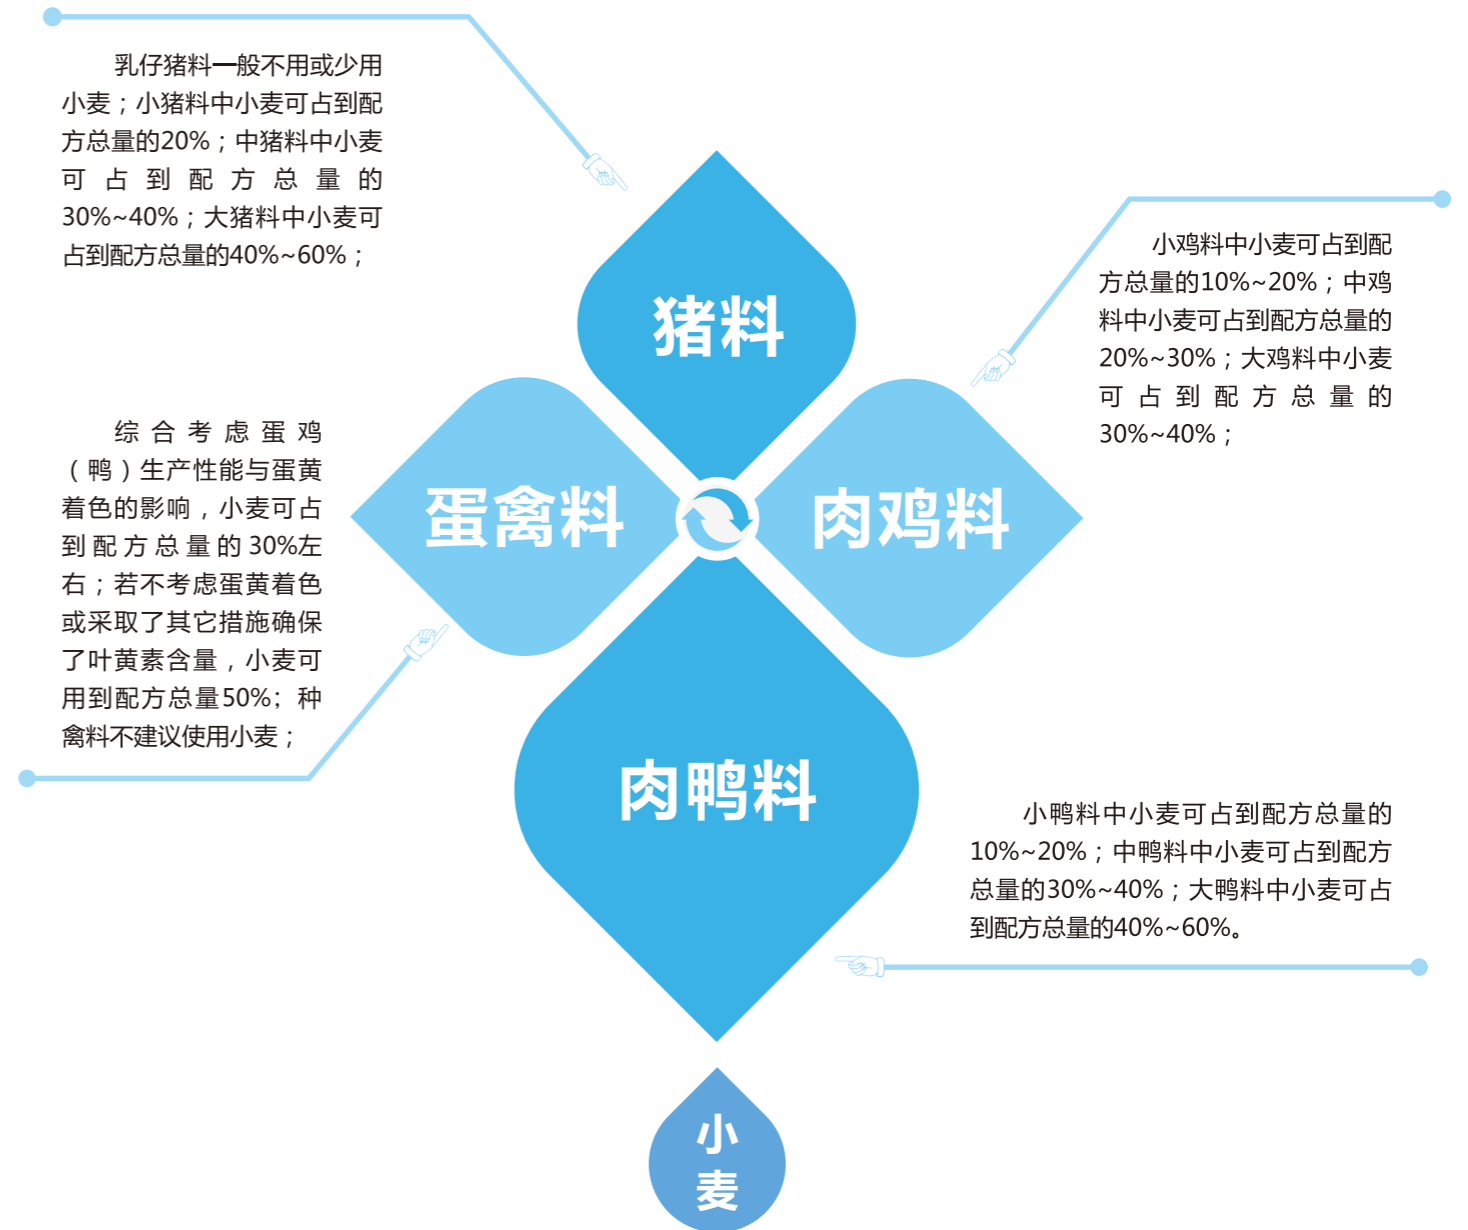 乳仔猪料一般不用或少用
小麦；小猪料中小麦可占到配
方总量的20%；中猪料中小麦
可占到配方总量的
30%~40%；大猪料中小麦可
占到配方总量的40%~60%；
猪料
小鸡料中小麦可占到配
方总量的10%~20%；中鸡
料中小麦可占到配方总量的
20%~30%；大鸡料中小麦
可占到配方总量的
30%~40%；
综合考虑蛋鸡
（鸭）生产性能与蛋黄
着色的影响，小麦可占
到配方总量的30%左
右；若不考虑蛋黄着色
或采取了其它措施确保
了叶黄素含量，小麦可
用到配方总量50%；种
禽料不建议使用小麦；
蛋禽料
肉鸡料
肉鸭料
小鸭料中小麦可占到配方总量的
10%~20%；中鸭料中小麦可占到配方
总量的30%~40%；大鸭料中小麦可占
到配方总量的40%~60%。
小
麦